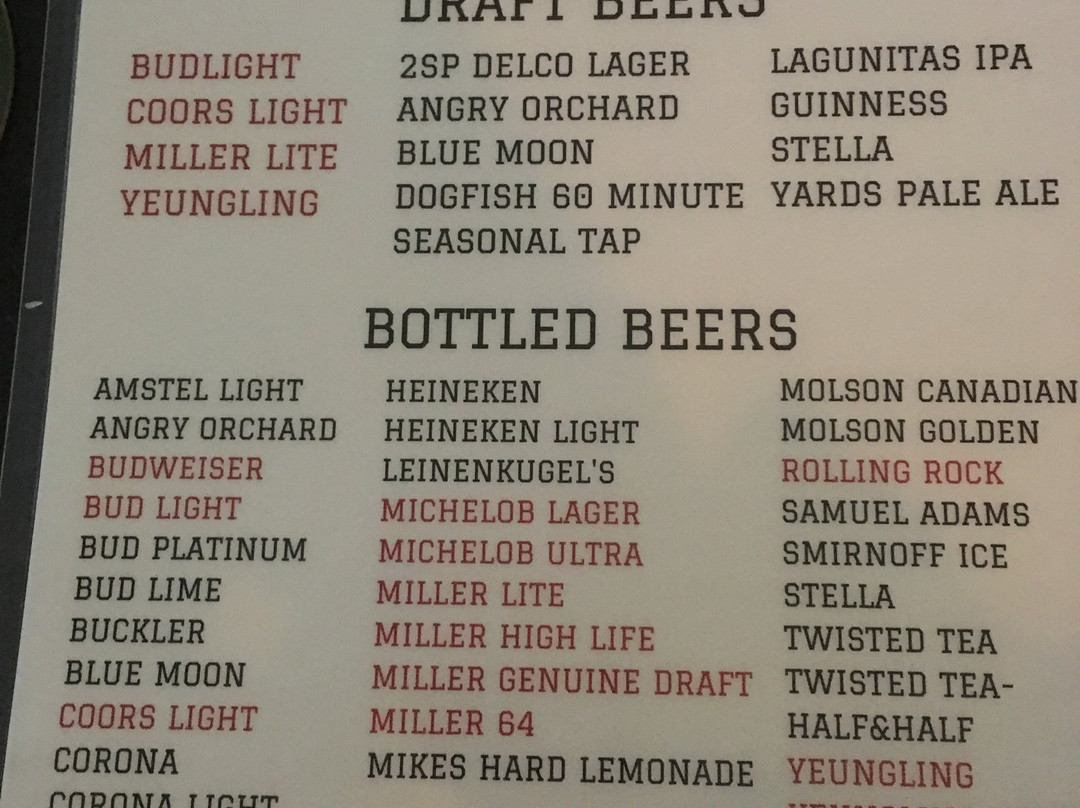 DRAFT BEERS
BUDLIGHT
COORS LIGHT
MILLER LITE
YEUNGLING
2SP DELCO LAGER
ANGRY ORCHARD
BLUE MOON
DOGFISH 60 MINUTE
SEASONAL TAP
LAGUNITAS IPA
GUINNESS
STELLA
YARDS PALE ALE
BOTTLED BEERS
AMSTEL LIGHT
ANGRY ORCHARD
BUDWEISER
BUD LIGHT
BUD PLATINUM
BUD LIME
BUCKLER
BLUE MOON
COORS LIGHT
CORONA
CORONA LIGHT
HEINEKEN
HEINEKEN LIGHT
LEINENKUGEL'S
MICHELOB LAGER
MICHELOB ULTRA
MILLER LITE
MILLER HIGH LIFE
MILLER GENUINE DRAFT
MILLER 64
MIKES HARD LEMONADE
MOLSON CANADIAN
MOLSON GOLDEN
ROLLING ROCK
SAMUEL ADAMS
SMIRNOFF ICE
STELLA
TWISTED TEA
TWISTED TEA-
HALF&HALF
YEUNGLING